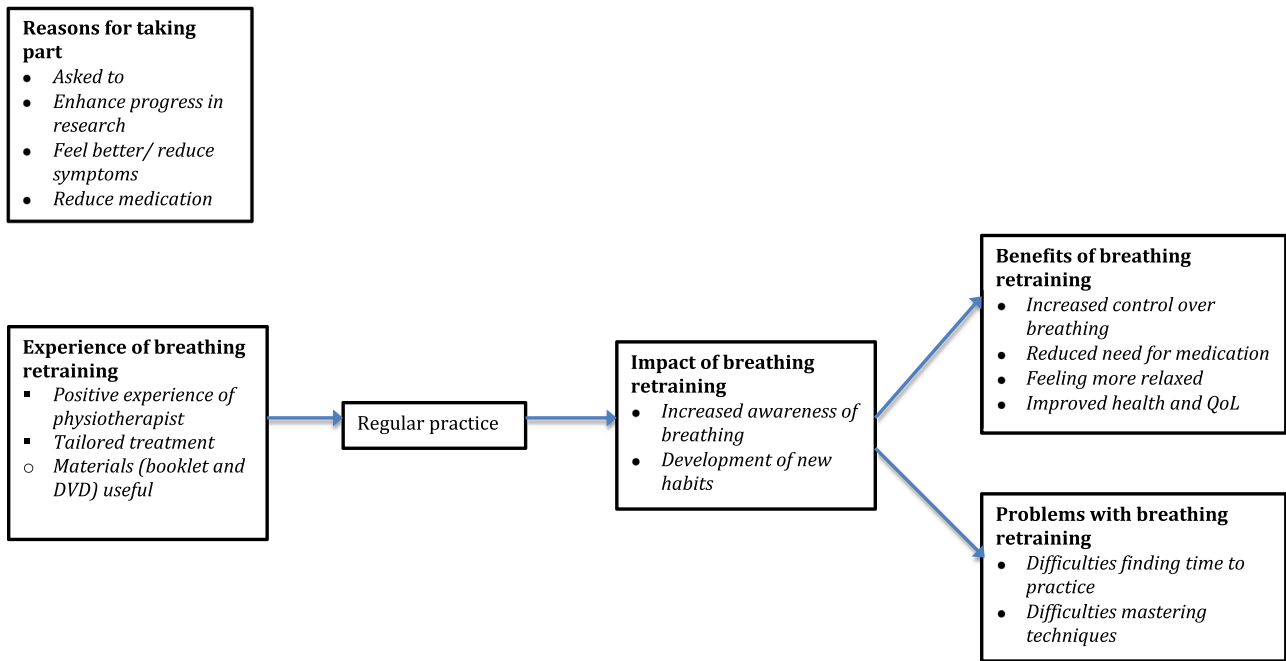 Reasons for taking
part
● Asked to
● Enhance progress in
research
● Feel better/ reduce
symptoms
● Reduce medication
Experience of breathing
retraining
▪ Positive experience of
physiotherapist
▪ Tailored treatment
○ Materials (booklet and
DVD) useful
Regular practice
Impact of breathing
retraining
● Increased awareness of
breathing
● Development of new
habits
Benefits of breathing
retraining
● Increased control over
breathing
● Reduced need for medication
● Feeling more relaxed
● Improved health and QoL
Problems with breathing
retraining
● Difficulties finding time to
practice
● Difficulties mastering
techniques